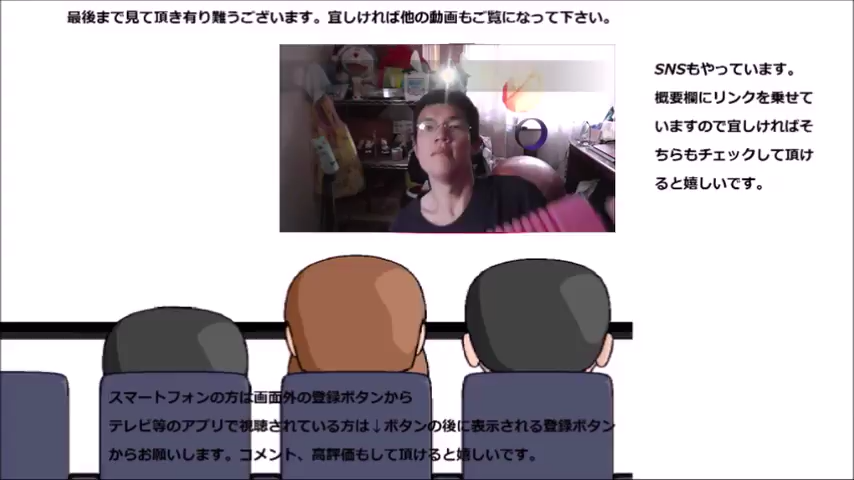 最後まで見て頂き有り難うございます。宜しければ他の動画もご覧になって下さい。
SNSもやっています。
概要欄にリンクを乗せて
いますので宜しければそ
ちらもチェックして頂け
ると嬉しいです。
スマートフォンの方は画面外の登録ボタンから
テレビ等のアプリで視聴されている方は↓ボタンの後に表示される登録ボタン
からお願いします。コメント、高評価もして頂けると嬉しいです。